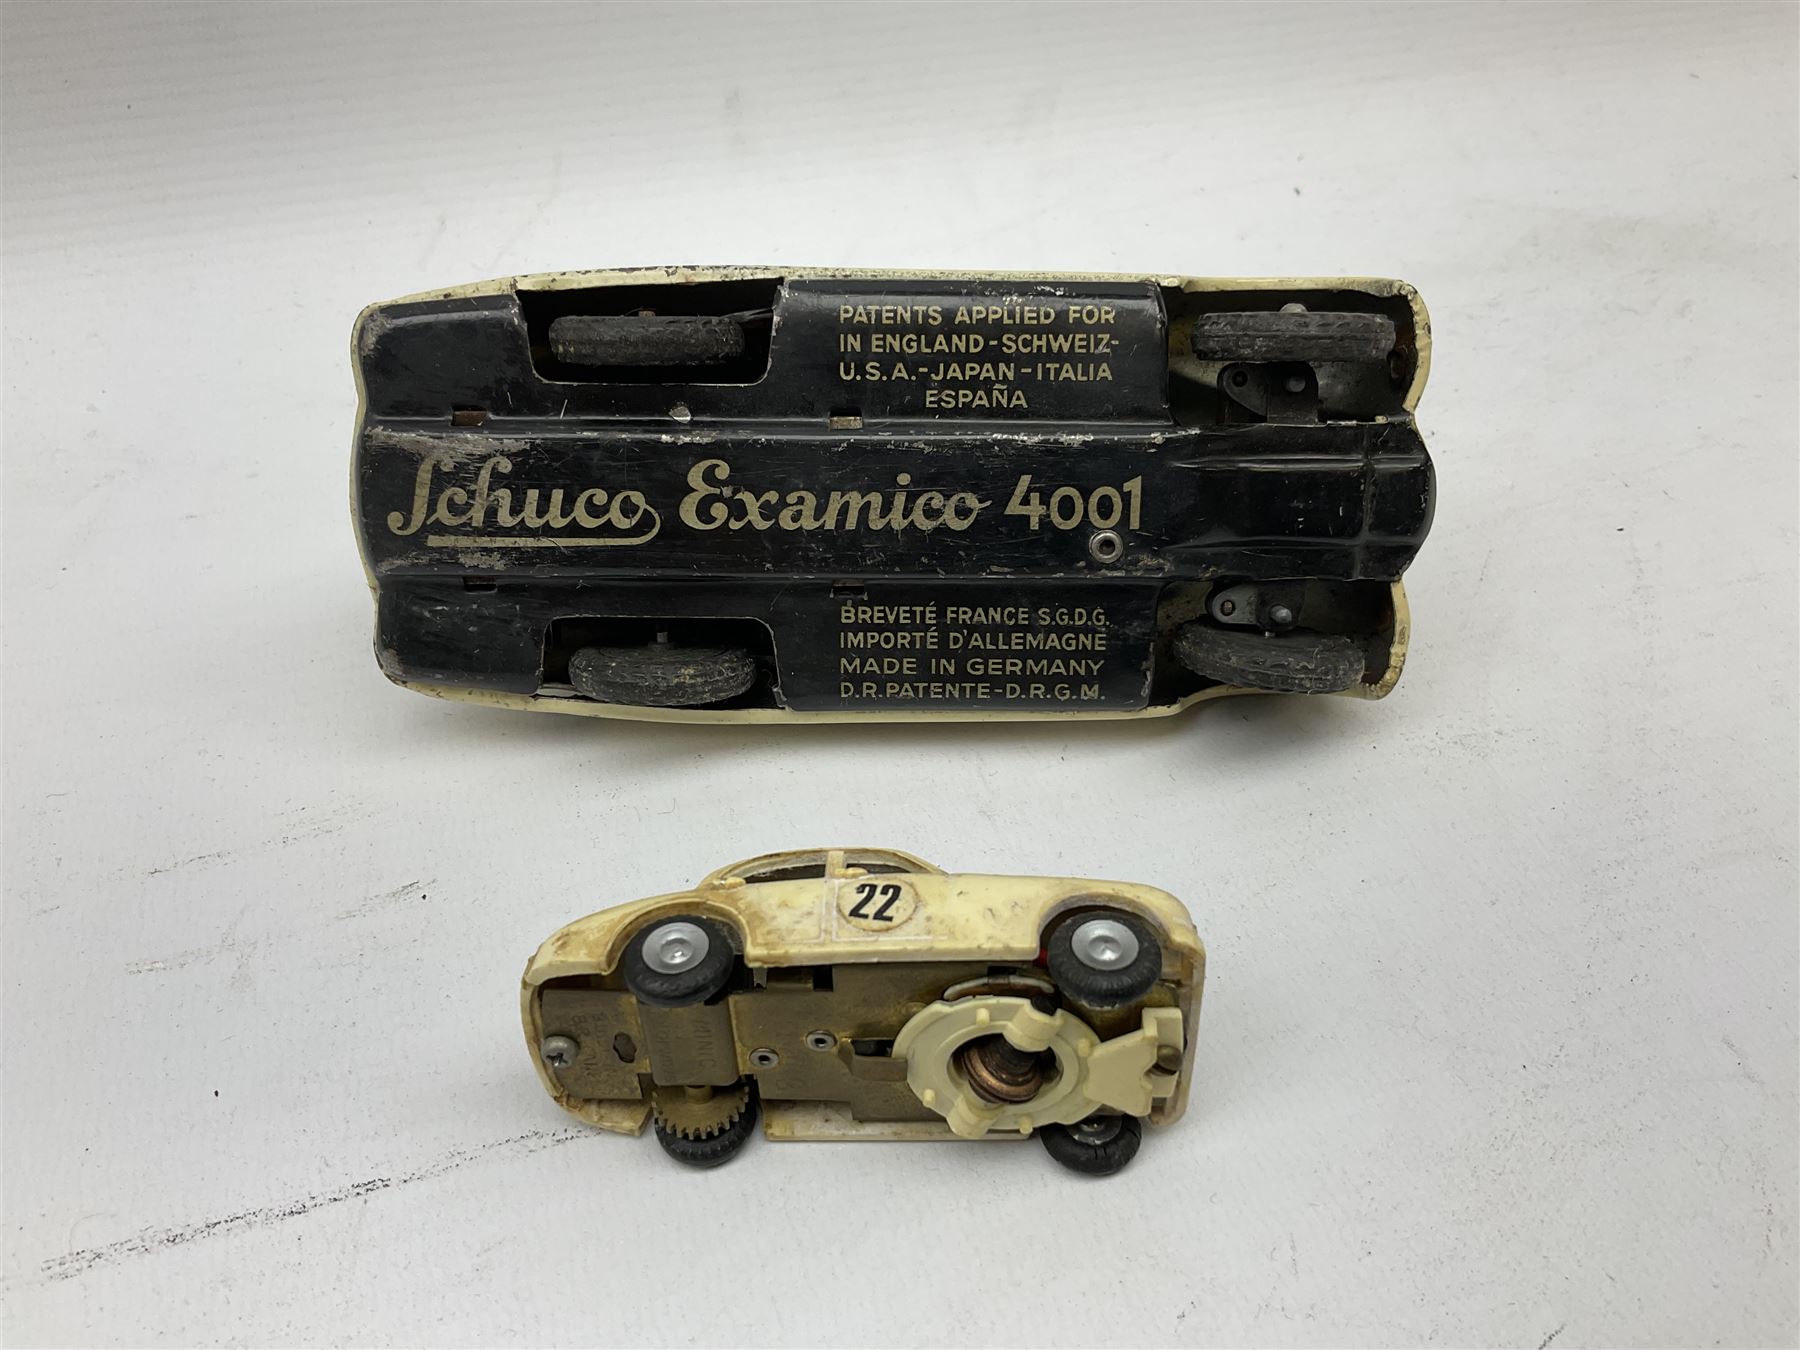 PATENTS APPLIED FOR
IN ENGLAND-SCHWEIZ-
U.S.A.-JAPAN-ITALIA
ESPAÑA
Schuco Examico 4001
BREVETÉ FRANCE S.G.D.G.
IMPORTÉ D'ALLEMAGNE
MADE IN GERMANY
D.R.PATENTE-D.R.G.M.
22